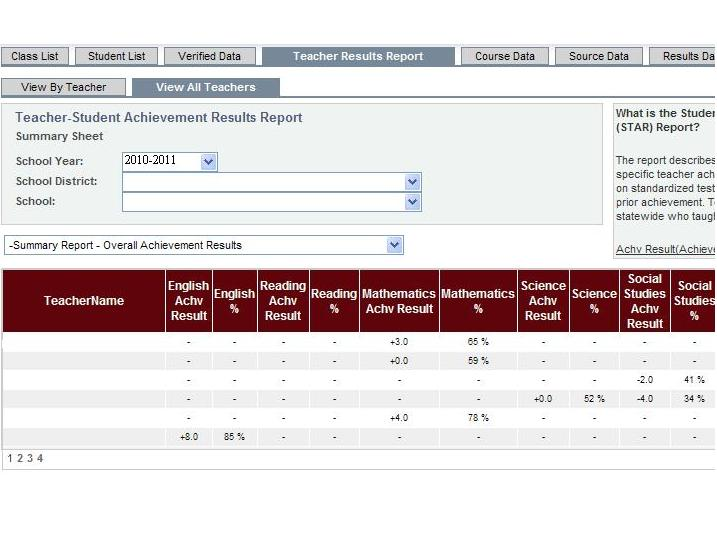 Class List Student List Verified Data Teacher Results Report Course Data Source Data Results Da
View By Teacher View All Teachers
Teacher-Student Achievement Results Report
Summary Sheet
School Year: 2010-2011
School District:
School:
What is the Studen
(STAR) Report?
The report describes
specific teacher ach
on standardized test
prior achievement. T
statewide who taugh
Achv Result(Achieve
-Summary Report - Overall Achievement Results
TeacherName English Achv Result English % Reading Achv Result Reading % Mathematics Achv Result Mathematics % Science Achv Result Science % Social Studies Achv Result Social Studies %
- - - - +3.0 65 % - - - -
- - - - +0.0 59 % - - - -
- - - - - - - - -2.0 41 %
- - - - - - +0.0 52 % -4.0 34 %
- - - - +4.0 78 % - - - -
+8.0 85 % - - - - - - - -
1 2 3 4